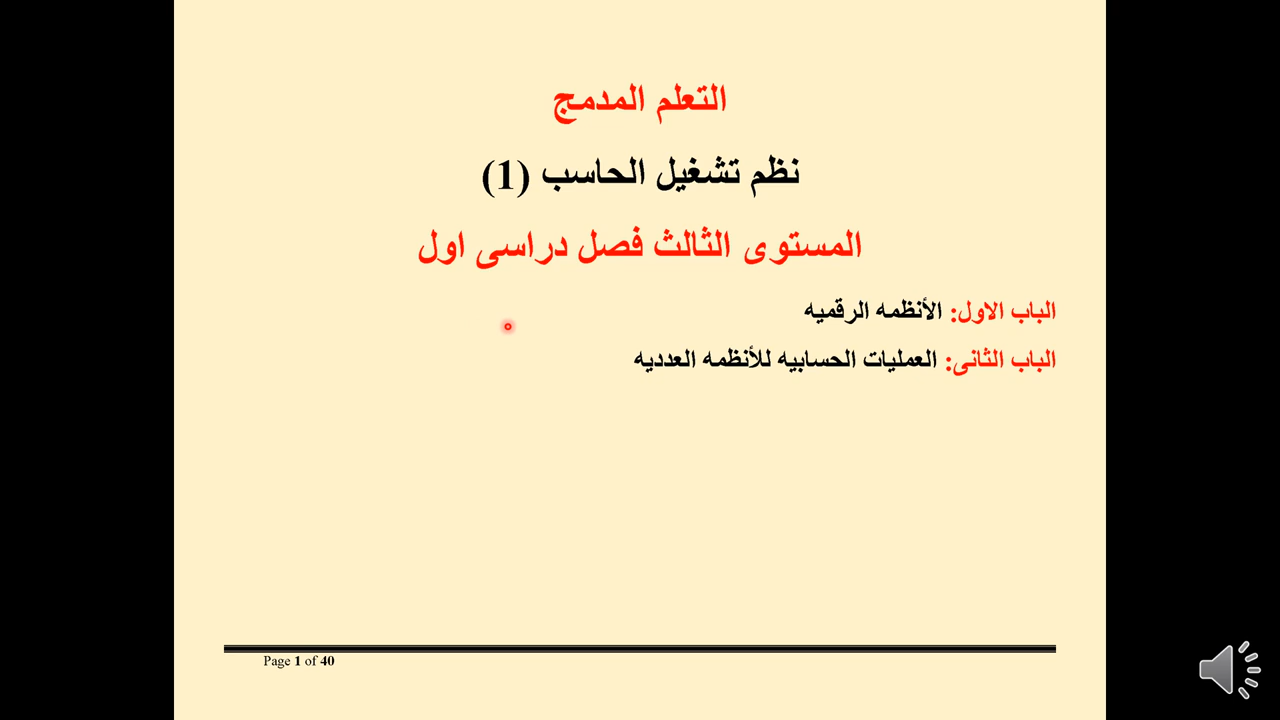 التعلم المدمج
نظم تشغيل الحاسب (1)
المستوى الثالث فصل دراسى اول
الباب الاول: الأنظمه الرقميه
الباب الثانى: العمليات الحسابيه للأنظمه العدديه
Page 1 of 40